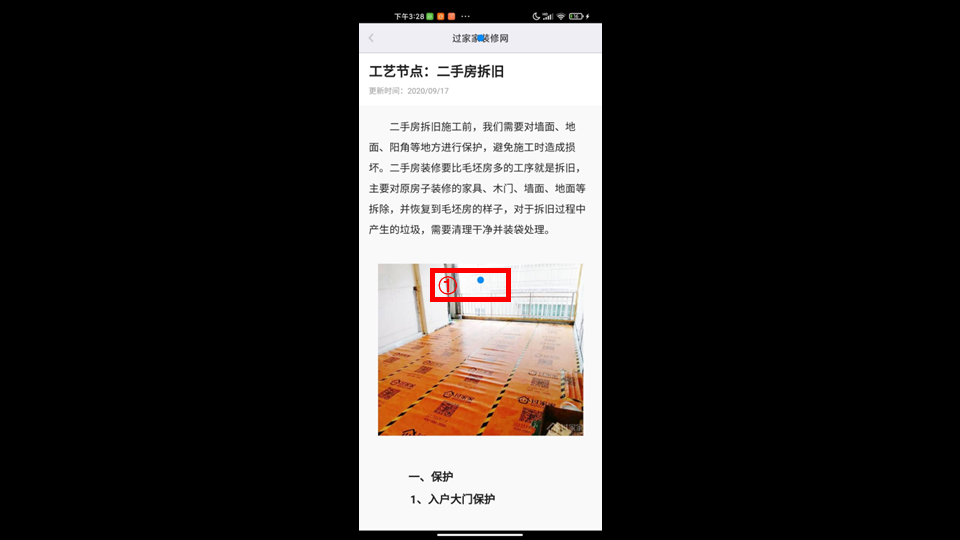 下午3:28
过家家装修网
工艺节点：二手房拆旧
更新时间：2020/09/17
二手房拆旧施工前，我们需要对墙面、地
面、阳角等地方进行保护，避免施工时造成损
坏。二手房装修要比毛坯房多的工序就是拆旧，
主要对原房子装修的家具、木门、墙面、地面等
拆除，并恢复到毛坯房的样子，对于拆旧过程中
产生的垃圾，需要清理干净并装袋处理。
①
过家家
过家家
一、保护
1、入户大门保护